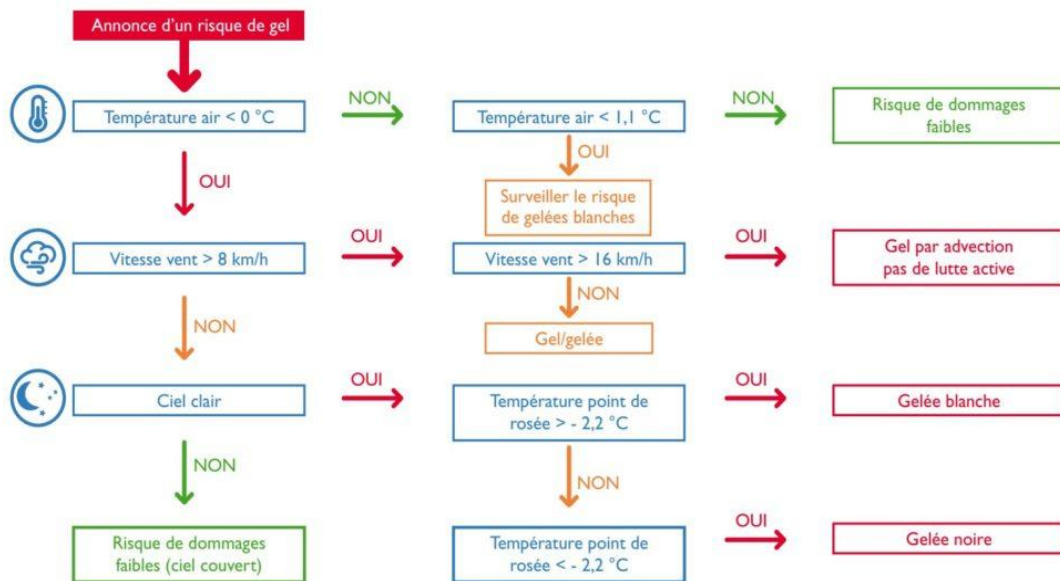 Annonce d'un risque de gel
Température air < 0 °C
NON
Température air < 1,1 °C
NON
Risque de dommages
faibles
OUI
OUI
Surveiller le risque
de gelées blanches
Vitesse vent > 8 km/h
OUI
Vitesse vent > 16 km/h
OUI
Gel par advection
pas de lutte active
NON
NON
Gel/gelée
Ciel clair
OUI
Température point de
rosée > - 2,2 °C
OUI
Gelée blanche
NON
NON
Risque de dommages
faibles (ciel couvert)
Température point de
rosée < - 2,2 °C
OUI
Gelée noire